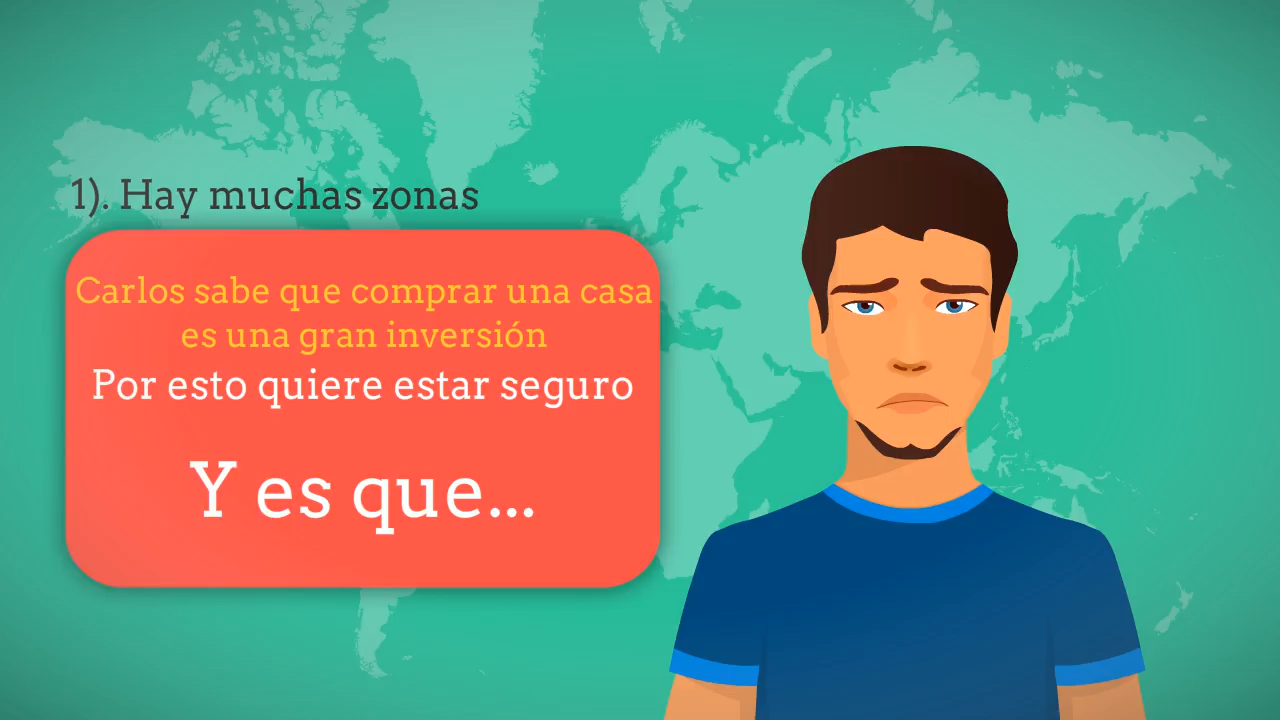 1). Hay muchas zonas
Carlos sabe que comprar una casa
es una gran inversión
Por esto quiere estar seguro
Y es que...